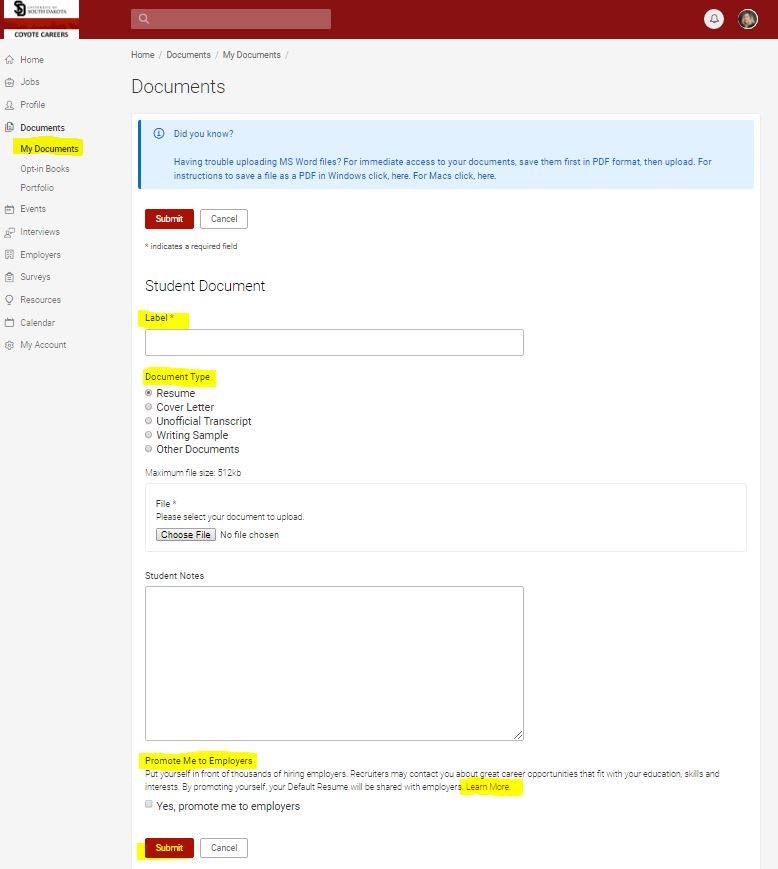 UNIVERSITY OF
SOUTH DAKOTA
COYOTE CAREERS
Home
Jobs
Profile
Documents
My Documents
Opt-in Books
Portfolio
Events
Interviews
Employers
Surveys
Resources
Calendar
My Account
Home / Documents / My Documents /
Documents
Did you know?
Having trouble uploading MS Word files? For immediate access to your documents, save them first in PDF format, then upload. For
instructions to save a file as a PDF in Windows click, here. For Macs click, here.
Submit Cancel
* indicates a required field
Student Document
Label *
Document Type
Resume
Cover Letter
Unofficial Transcript
Writing Sample
Other Documents
Maximum file size: 512kb
File *
Please select your document to upload.
Choose File No file chosen
Student Notes
Promote Me to Employers
Put yourself in front of thousands of hiring employers. Recruiters may contact you about great career opportunities that fit with your education, skills and
interests. By promoting yourself, your Default Resume will be shared with employers. Learn More.
Yes, promote me to employers
Submit Cancel